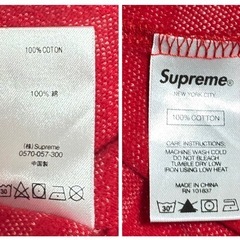 100% COTTON
100% 綿
(株) Supreme
0570-057-300
中国製
30
Supreme®
NEW YORK CITY
100% COTTON
CARE INSTRUCTIONS:
MACHINE WASH COLD
DO NOT BLEACH
TUMBLE DRY LOW
IRON USING LOW HEAT
MADE IN CHINA
RN 101837
30°